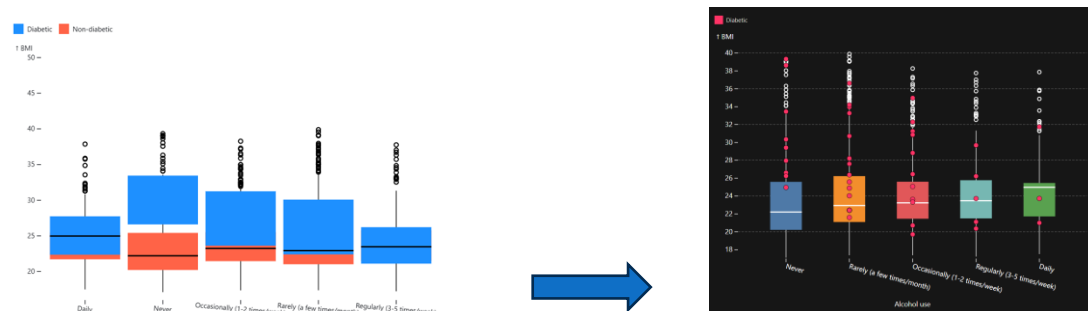 Diabetic Non-diabetic
↑ BMI
50
45
40
35
30
25
20
Daily
Never
Occasionally (1-2 times/
Rarely (a few times/month)
Regularly (3-5 times/week)
Diabetic
↑ BMI
40
38
36
34
32
30
28
26
24
22
20
18
Never
Rarely (a few times/month)
Occasionally (1-2 times/week)
Regularly (3-5 times/week)
Daily
Alcohol use